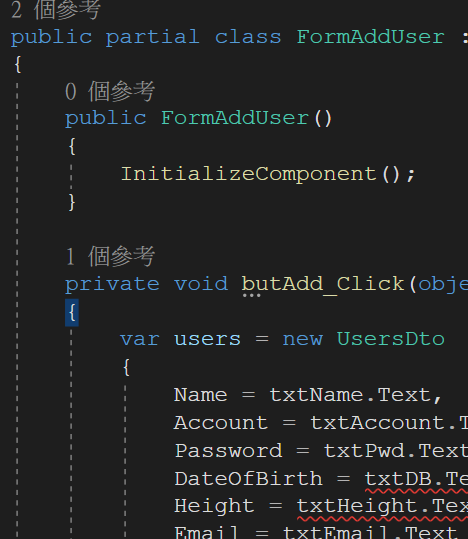 2 個參考
public partial class FormAddUser :
{
0 個參考
public FormAddUser()
{
InitializeComponent();
}
1 個參考
private void butAdd_Click(obje
{
var users = new UsersDto
{
Name = txtName.Text,
Account = txtAccount.T
Password = txtPwd.Text
DateOfBirth = txtDB.Te
Height = txtHeight.Tex
Email = txtEmail.Text